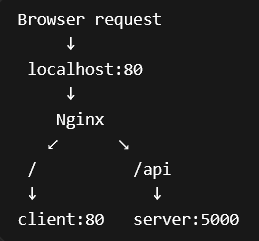 Browser request
↓
localhost:80
↓
Nginx
↙ ↘
/ /api
↓ ↓
client:80 server:5000